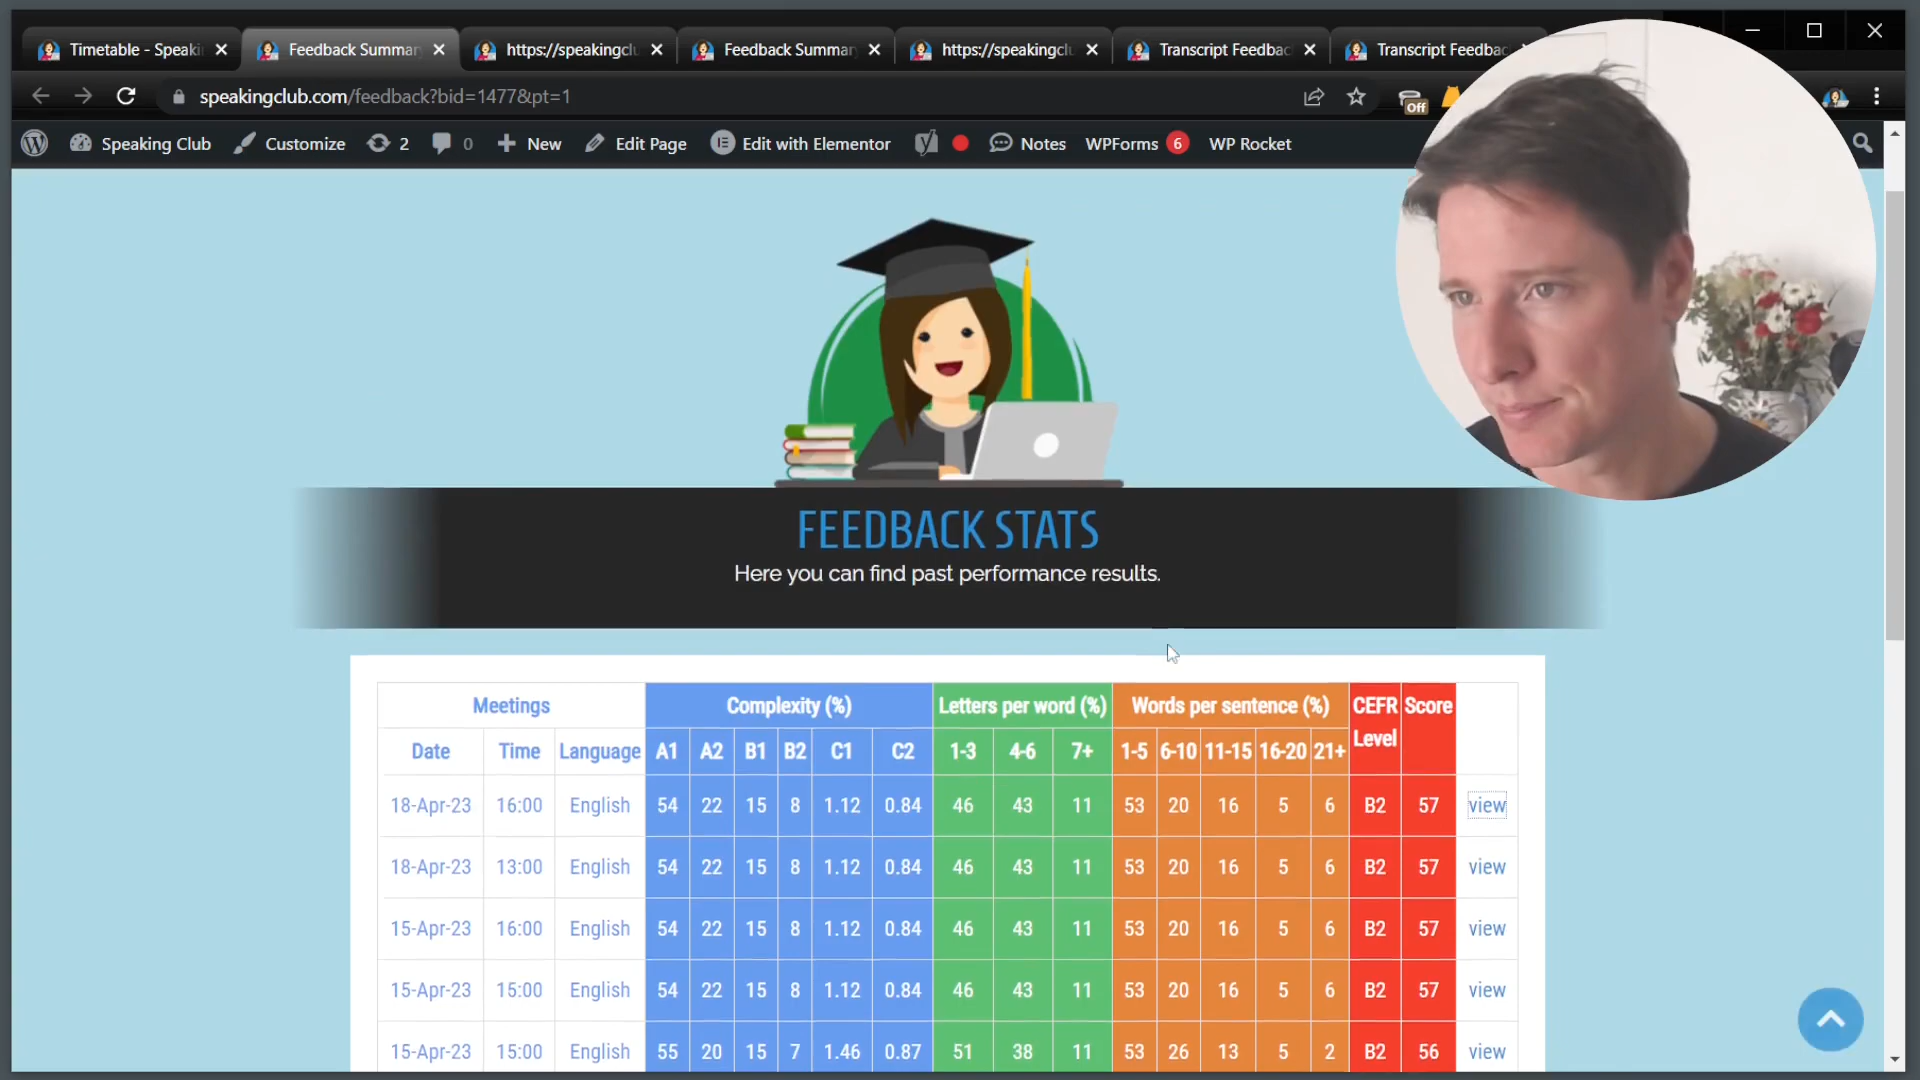 Timetable - Speaki
Feedback Summar
https://speakingclu
Feedback Summar
https://speakingclu
Transcript Feedbac
Transcript Feedbac
speakingclub.com/feedback?bid=1477&pt=1
Off
Speaking Club
Customize
2
0
New
Edit Page
Edit with Elementor
Notes
WPForms 6
WP Rocket
FEEDBACK STATS
Here you can find past performance results.
Meetings Complexity (%) Letters per word (%) Words per sentence (%) CEFR Level Score
Date Time Language A1 A2 B1 B2 C1 C2 1-3 4-6 7+ 1-5 6-10 11-15 16-20 21+
18-Apr-23 16:00 English 54 22 15 8 1.12 0.84 46 43 11 53 20 16 5 6 B2 57 view
18-Apr-23 13:00 English 54 22 15 8 1.12 0.84 46 43 11 53 20 16 5 6 B2 57 view
15-Apr-23 16:00 English 54 22 15 8 1.12 0.84 46 43 11 53 20 16 5 6 B2 57 view
15-Apr-23 15:00 English 54 22 15 8 1.12 0.84 46 43 11 53 20 16 5 6 B2 57 view
15-Apr-23 15:00 English 55 20 15 7 1.46 0.87 51 38 11 53 26 13 5 2 B2 56 view